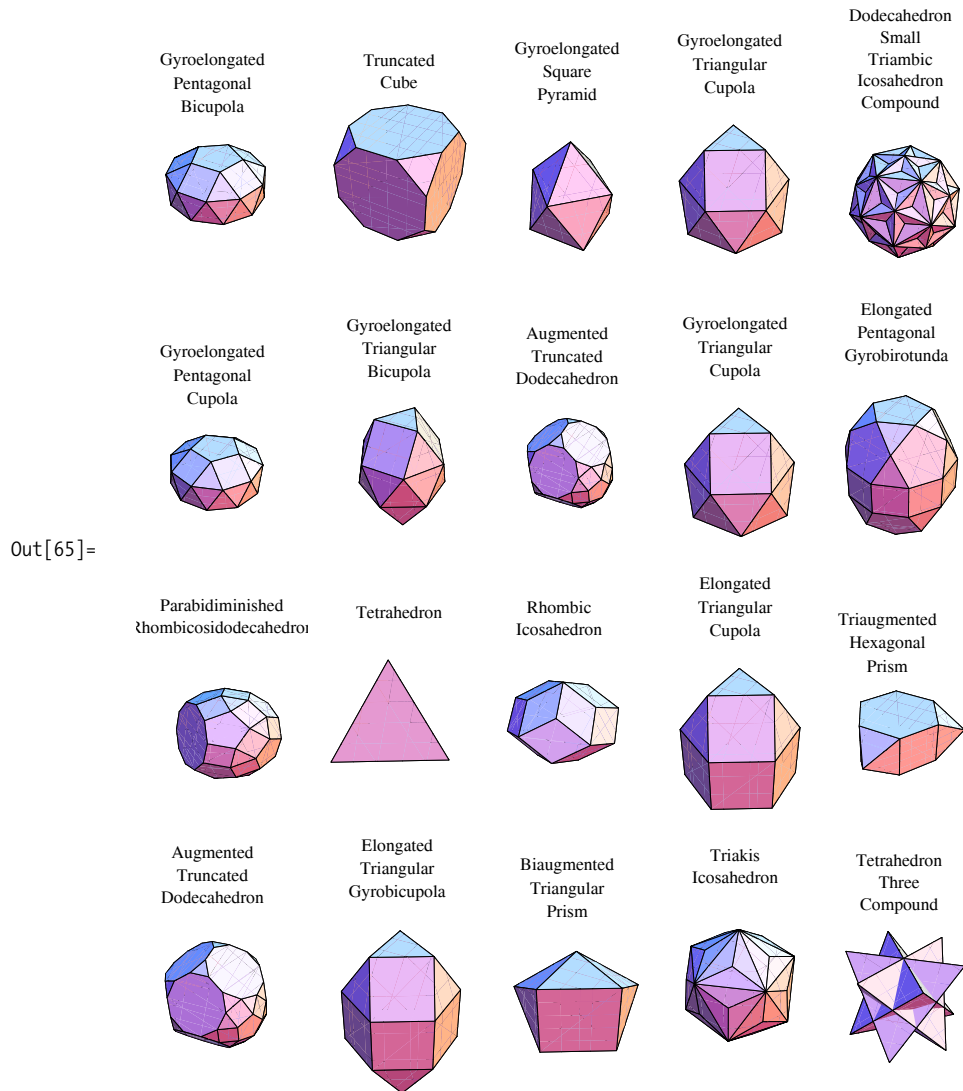 Gyroelongated
Pentagonal
Bicupola
Truncated
Cube
Gyroelongated
Square
Pyramid
Gyroelongated
Triangular
Cupola
Dodecahedron
Small
Triambic
Icosahedron
Compound
Gyroelongated
Pentagonal
Cupola
Gyroelongated
Triangular
Bicupola
Augmented
Truncated
Dodecahedron
Gyroelongated
Triangular
Cupola
Elongated
Pentagonal
Gyrobirotunda
Out[65]=
Parabidiminished
Rhombicosidodecahedron
Tetrahedron
Rhombic
Icosahedron
Elongated
Triangular
Cupola
Triaugmented
Hexagonal
Prism
Augmented
Truncated
Dodecahedron
Elongated
Triangular
Gyrobicupola
Biaugmented
Triangular
Prism
Triakis
Icosahedron
Tetrahedron
Three
Compound